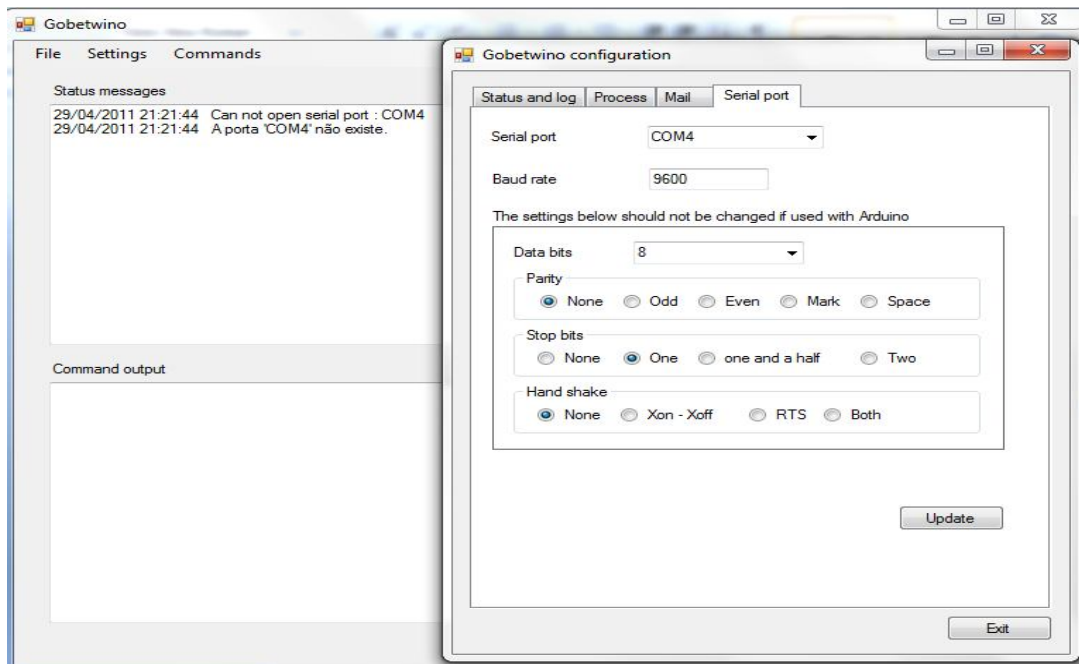 Gobetwino
File Settings Commands
Status messages
29/04/2011 21:21:44 Can not open serial port : COM4
29/04/2011 21:21:44 A porta 'COM4' não existe.
Command output
Gobetwino configuration
Status and log Process Mail Serial port
Serial port COM4
Baud rate 9600
The settings below should not be changed if used with Arduino
Data bits 8
Parity
None Odd Even Mark Space
Stop bits
None One one and a half Two
Hand shake
None Xon - Xoff RTS Both
Update
Exit